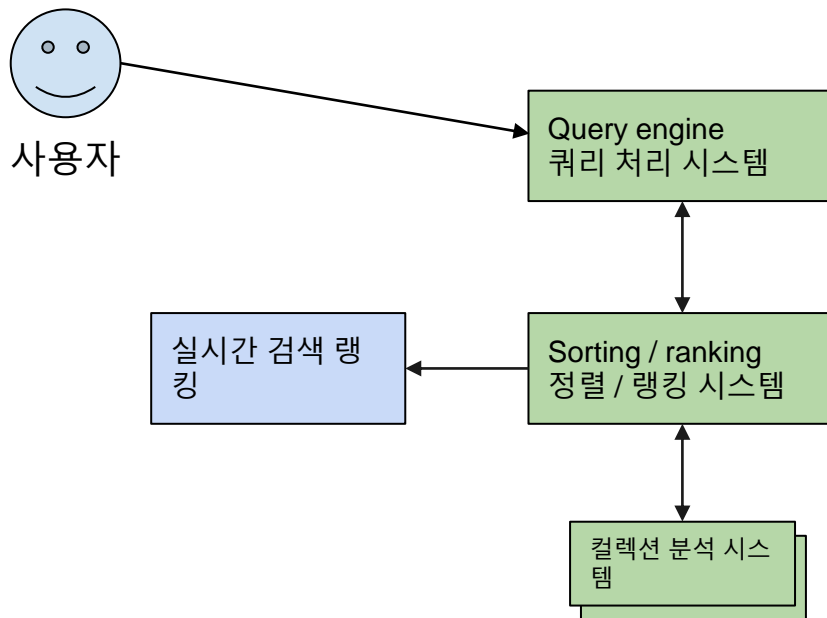 사용자
Query engine
쿼리 처리 시스템
실시간 검색 랭
킹
Sorting / ranking
정렬 / 랭킹 시스템
컬렉션 분석 시스
템